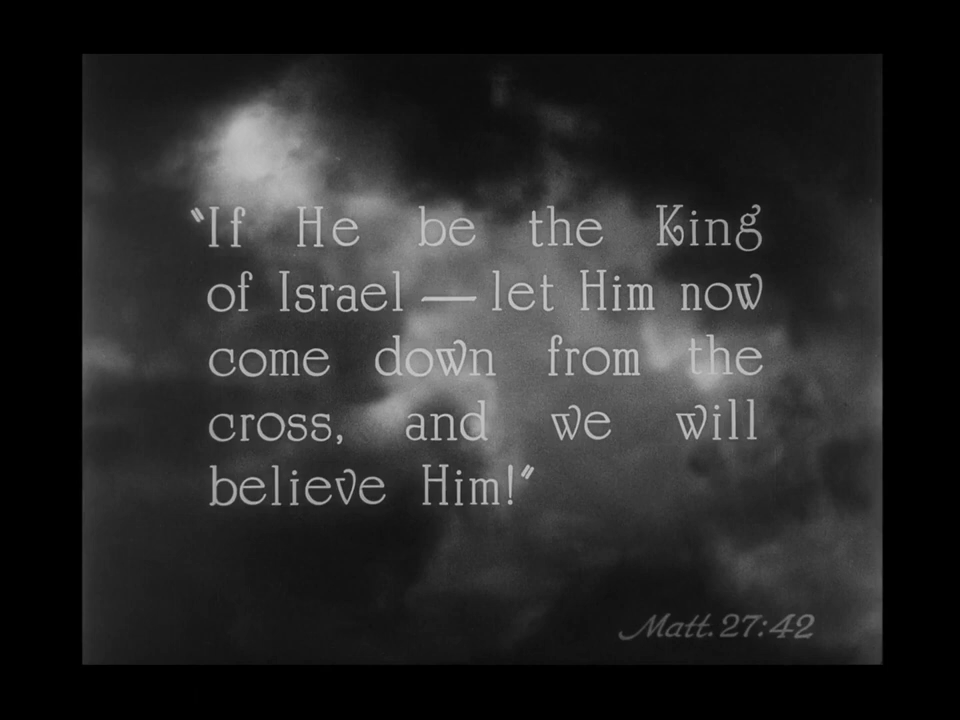 "If He be the King
of Israel — let Him now
come down from the
cross, and we will
believe Him!"
Matt. 27:42